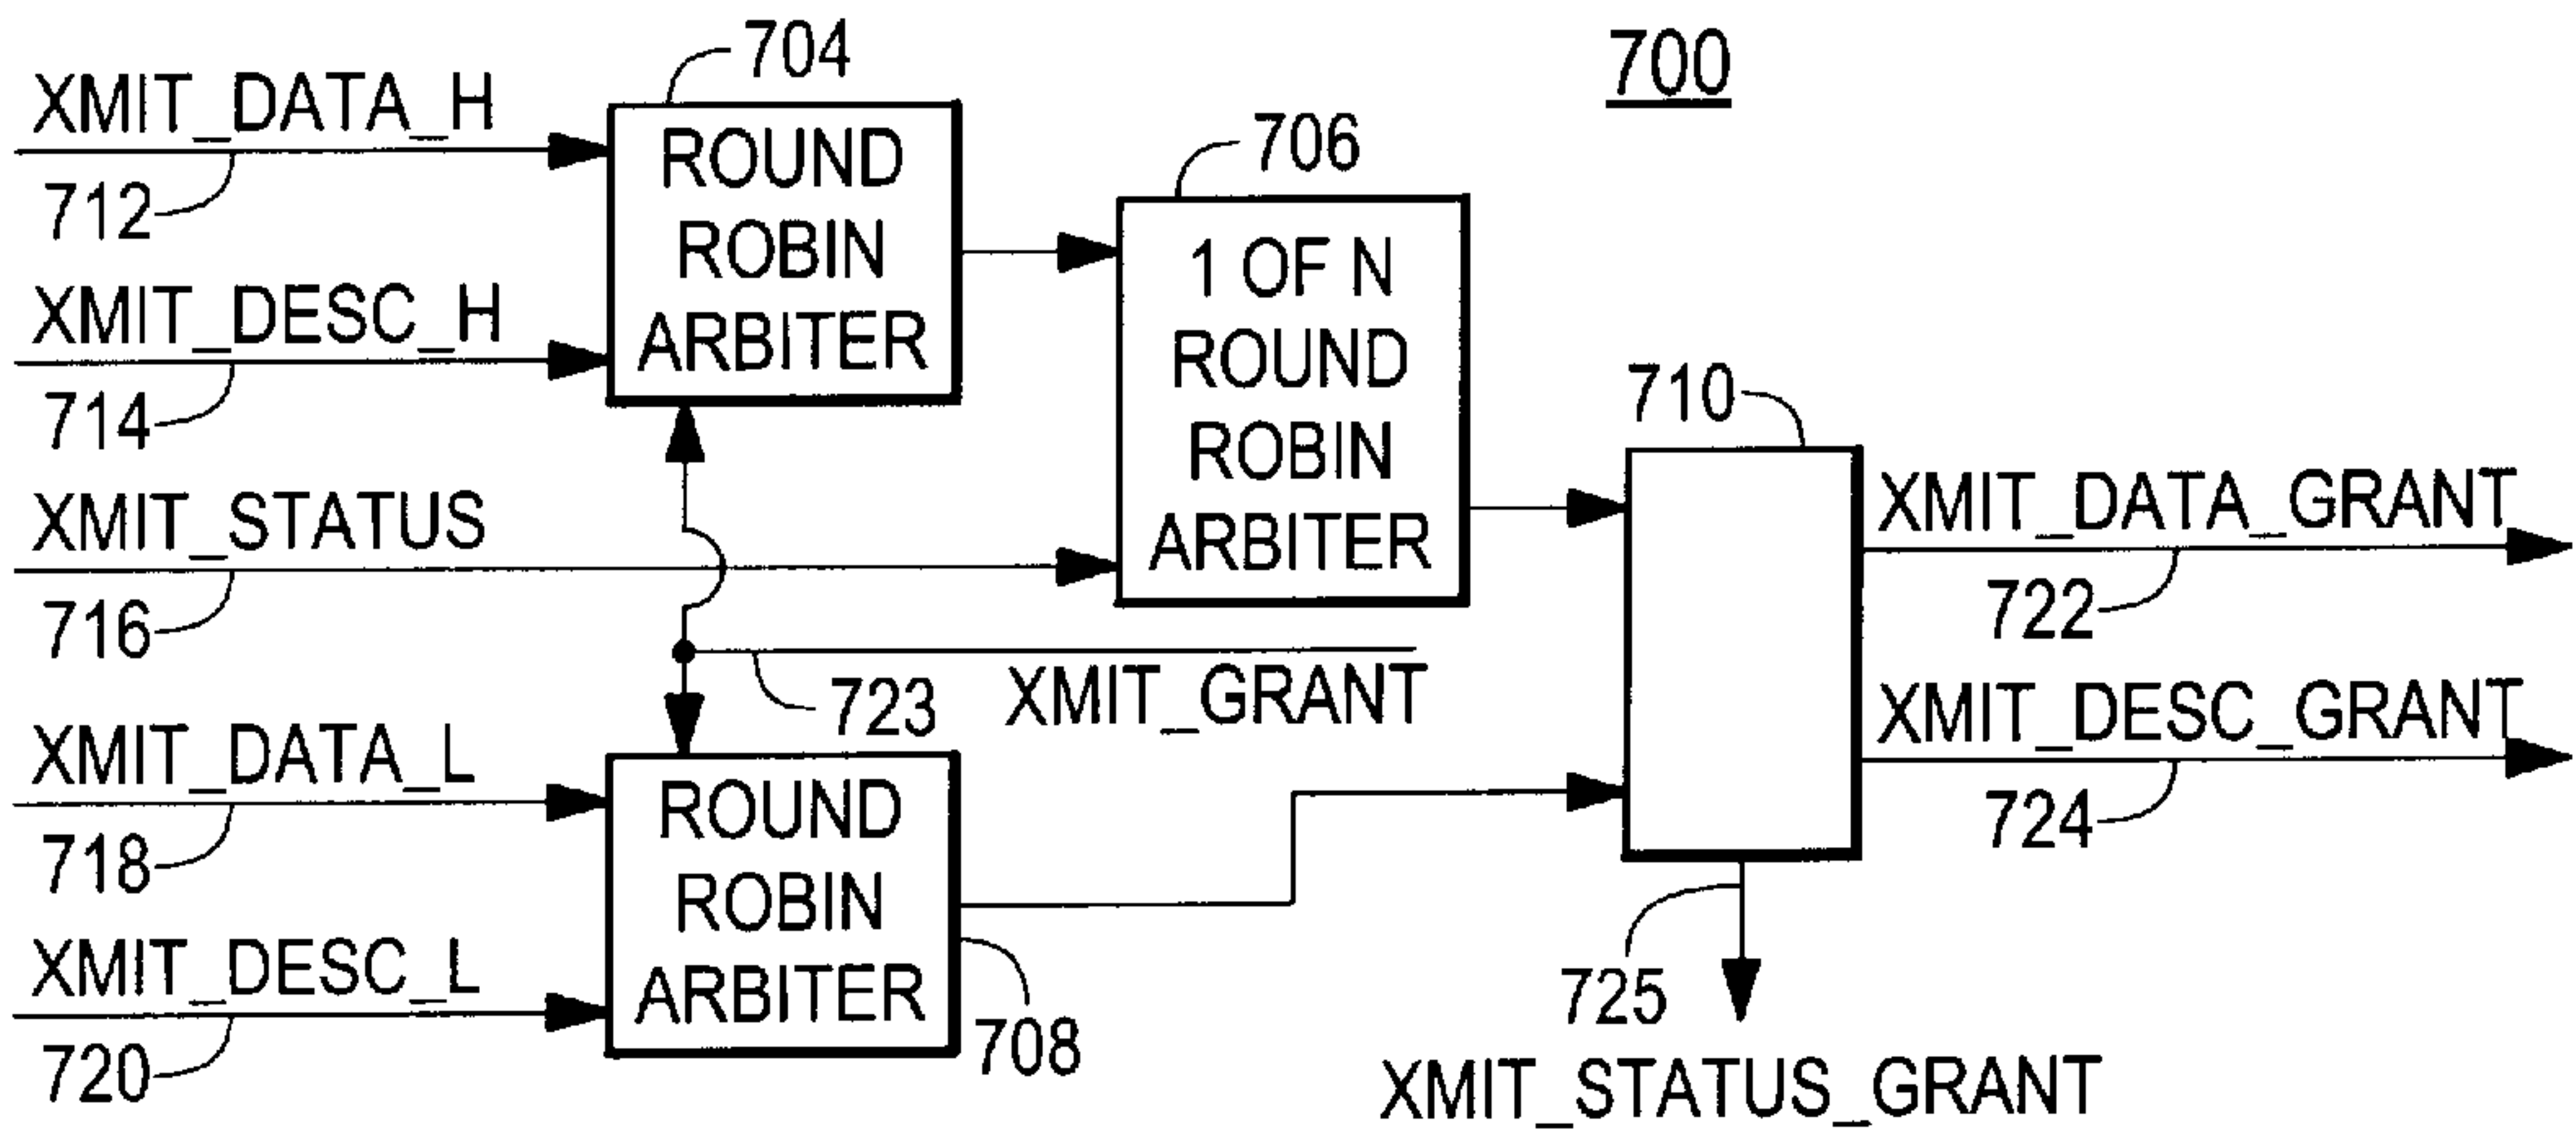 704
700
XMIT_DATA_H
712
ROUND
ROBIN
ARBITER
706
1 OF N
ROUND
ROBIN
ARBITER
XMIT_DESC_H
714
710
XMIT_STATUS
716
XMIT_DATA_GRANT
722
723
XMIT_GRANT
XMIT_DESC_GRANT
724
XMIT_DATA_L
718
ROUND
ROBIN
ARBITER
708
XMIT_DESC_L
720
725
XMIT_STATUS_GRANT